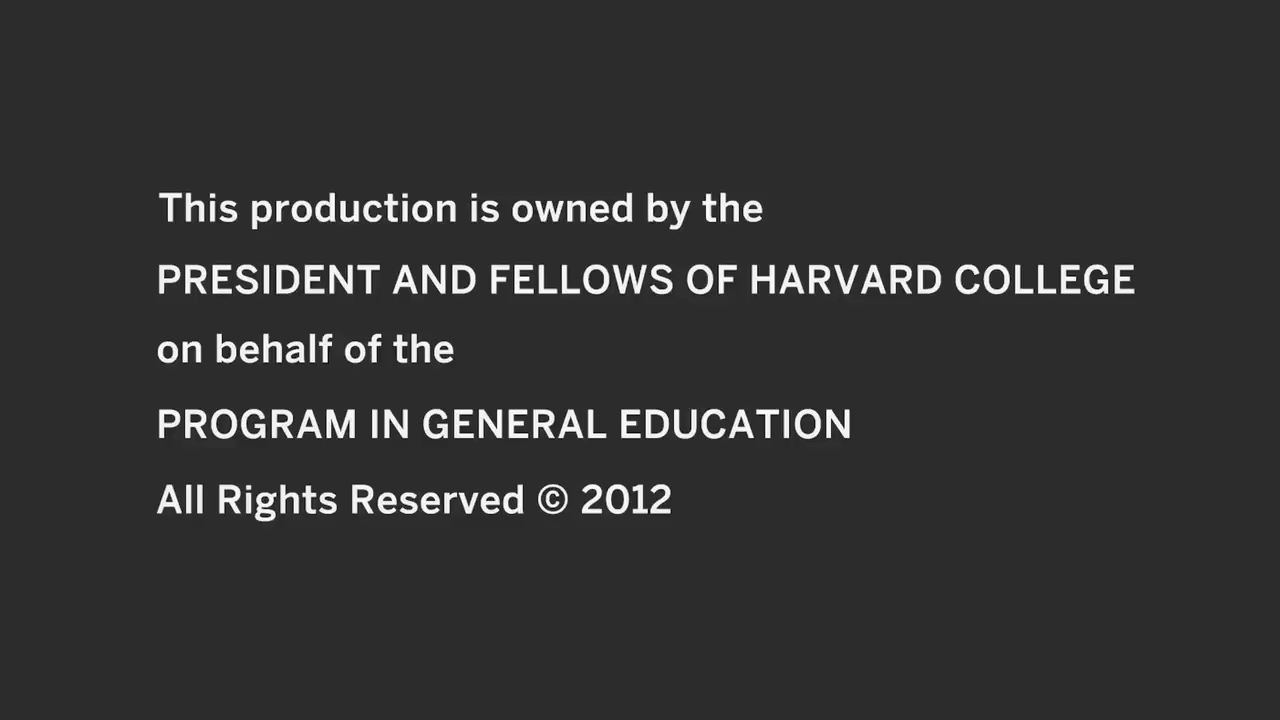 This production is owned by the
PRESIDENT AND FELLOWS OF HARVARD COLLEGE
on behalf of the
PROGRAM IN GENERAL EDUCATION
All Rights Reserved © 2012